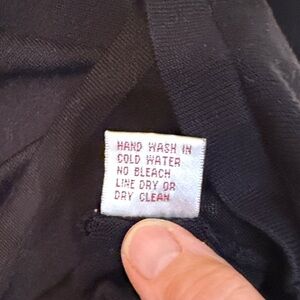 HAND WASH IN
COLD WATER
NO BLEACH
LINE DRY OR
DRY CLEAN